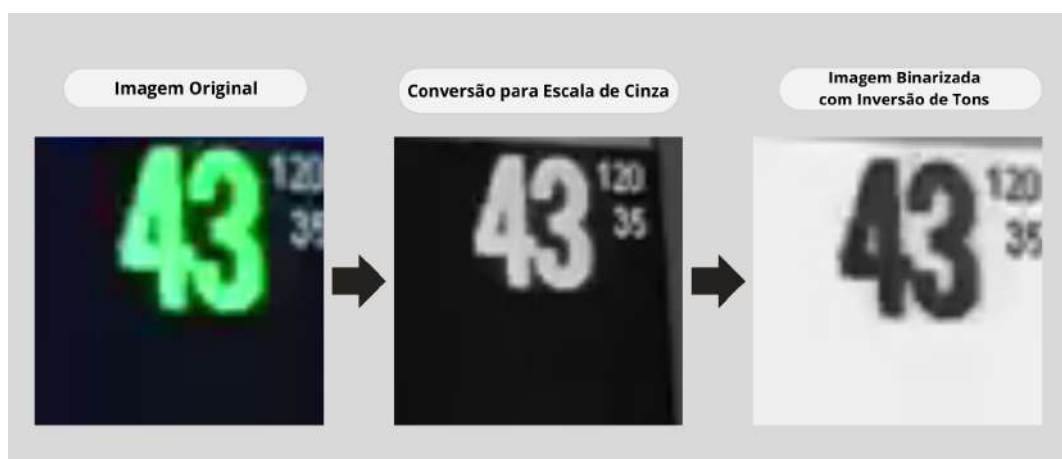 Imagem Original
Conversão para Escala de Cinza
Imagem Binarizada
com Inversão de Tons
43
120
35
43
120
35
43
120
35